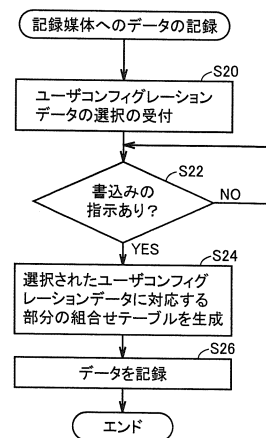 記録媒体へのデータの記録
S20
ユーザコンフィグレーション
データの選択の受付
S22
書込みの
指示あり？
NO
YES
S24
選択されたユーザコンフィグ
レーションデータに対応する
部分の組合せテーブルを生成
S26
データを記録
エンド